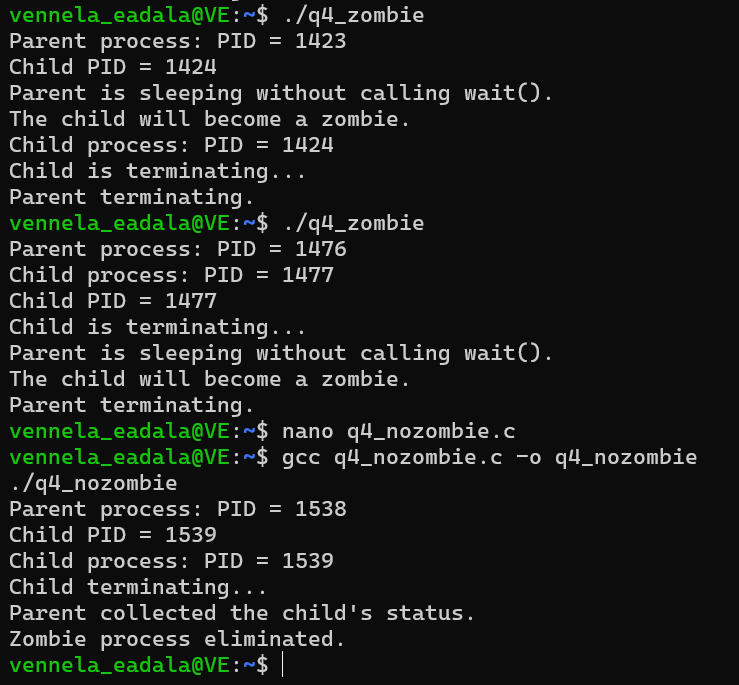 vennela_eadala@VE:~$ ./q4_zombie
Parent process: PID = 1423
Child PID = 1424
Parent is sleeping without calling wait().
The child will become a zombie.
Child process: PID = 1424
Child is terminating...
Parent terminating.
vennela_eadala@VE:~$ ./q4_zombie
Parent process: PID = 1476
Child process: PID = 1477
Child PID = 1477
Child is terminating...
Parent is sleeping without calling wait().
The child will become a zombie.
Parent terminating.
vennela_eadala@VE:~$ nano q4_nozombie.c
vennela_eadala@VE:~$ gcc q4_nozombie.c -o q4_nozombie
./q4_nozombie
Parent process: PID = 1538
Child PID = 1539
Child process: PID = 1539
Child terminating...
Parent collected the child's status.
Zombie process eliminated.
vennela_eadala@VE:~$